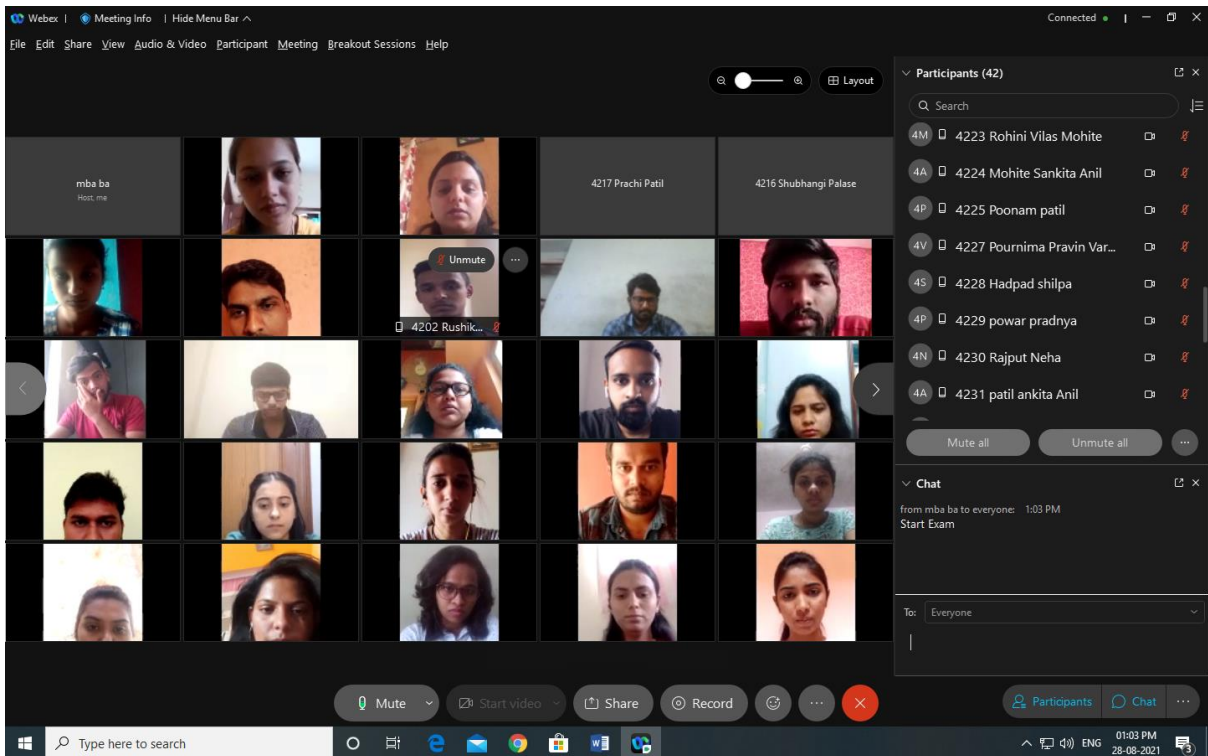 Webex | Meeting Info | Hide Menu Bar
Connected
File Edit Share View Audio & Video Participant Meeting Breakout Sessions Help
Layout
mba ba
Host, me
4217 Prachi Patil
4216 Shubhangi Palase
Unmute
4202 Rushik...
Participants (42)
Search
4M 4223 Rohini Vilas Mohite
4A 4224 Mohite Sankita Anil
4P 4225 Poonam patil
4V 4227 Pournima Pravin Var...
4S 4228 Hadpad shilpa
4P 4229 powar pradnya
4N 4230 Rajput Neha
4A 4231 patil ankita Anil
Mute all Unmute all
Chat
from mba ba to everyone: 1:03 PM
Start Exam
To: Everyone
Mute Start video Share Record
Participants Chat
Type here to search
ENG 01:03 PM
28-08-2021
3